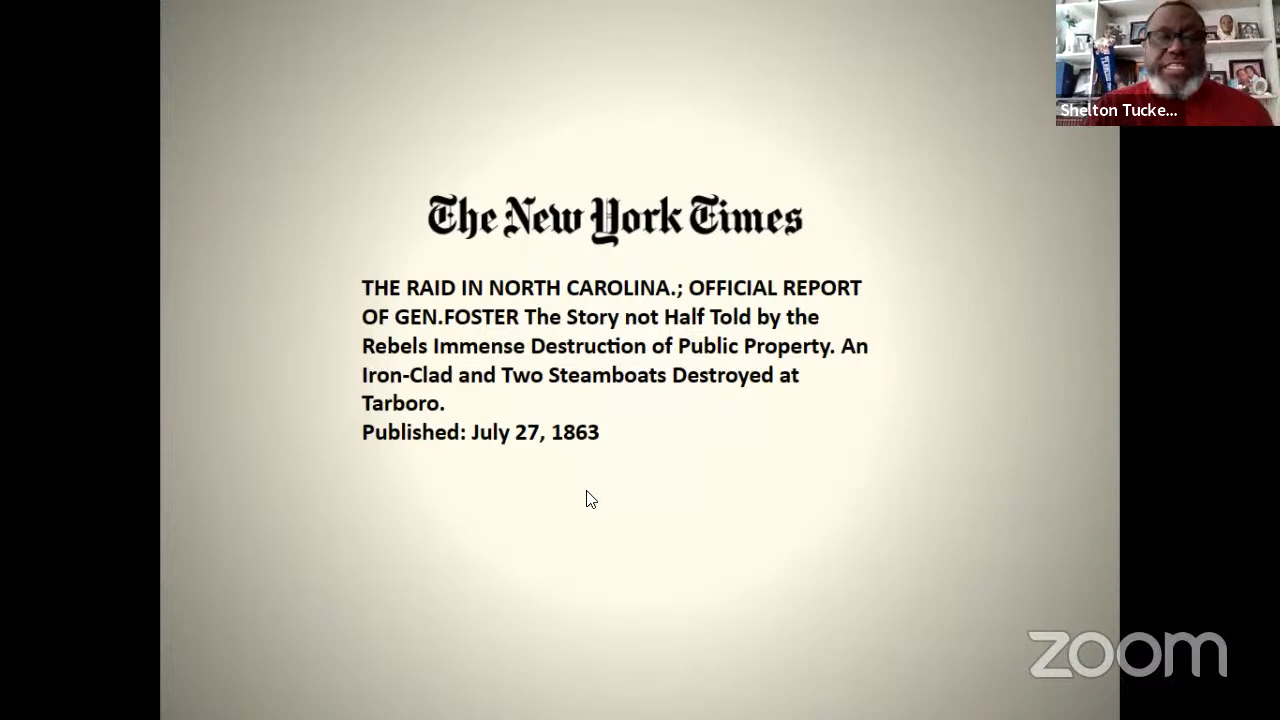 Shelton Tucke...
The New York Times
THE RAID IN NORTH CAROLINA.; OFFICIAL REPORT
OF GEN.FOSTER The Story not Half Told by the
Rebels Immense Destruction of Public Property. An
Iron-Clad and Two Steamboats Destroyed at
Tarboro.
Published: July 27, 1863
zoom